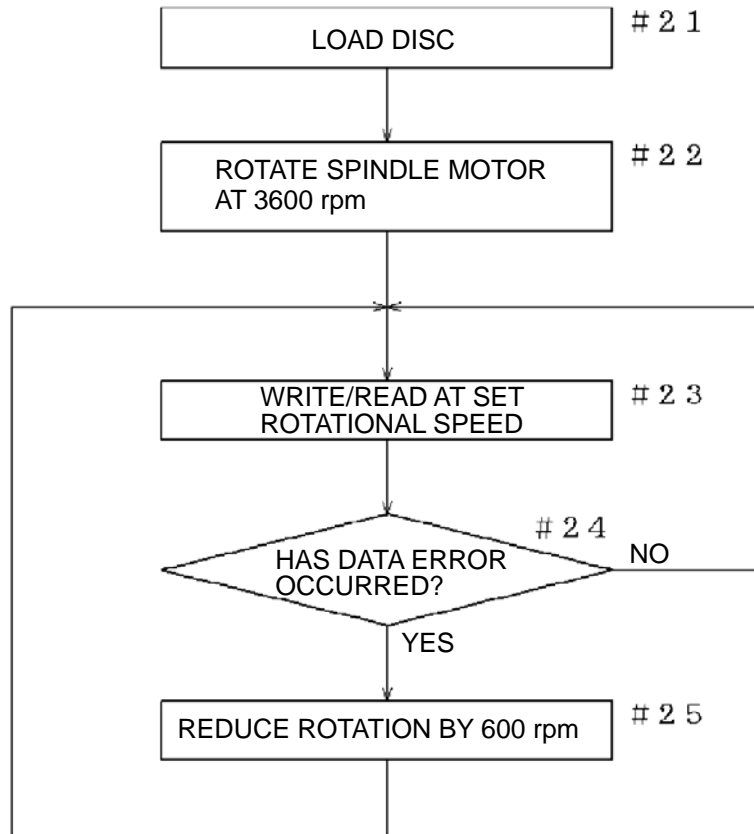 LOAD DISC
#21
ROTATE SPINDLE MOTOR
AT 3600 rpm
#22
WRITE/READ AT SET
ROTATIONAL SPEED
#23
#24
HAS DATA ERROR
OCCURRED?
NO
YES
REDUCE ROTATION BY 600 rpm
#25